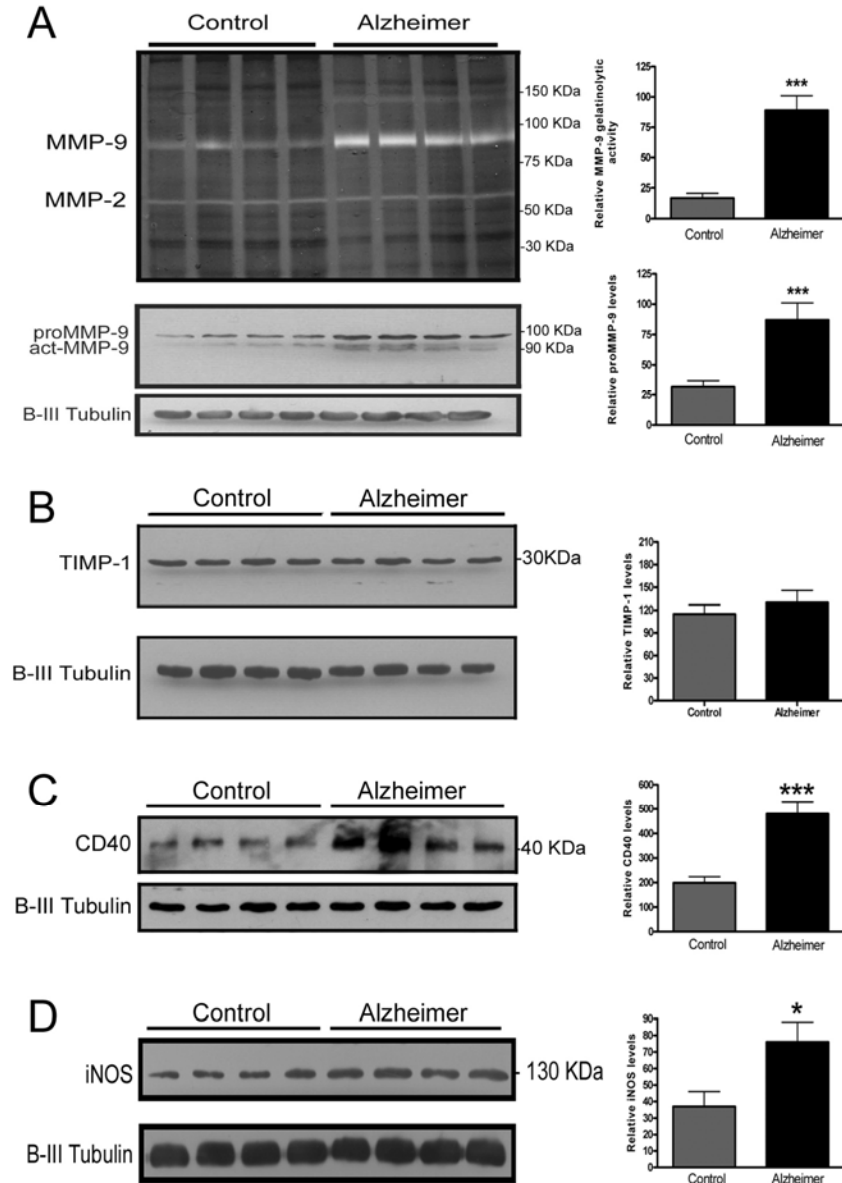 A
Control Alzheimer
MMP-9
MMP-2
150 KDa
-100 KDa
75 KDa
-50 KDa
-30 KDa
Relative MMP-9 gelatinolytic
activity
125
100
75
50
25
0
***
Control Alzheimer
proMMP-9
act-MMP-9
-100 KDa
90 KDa
B-III Tubulin
Relative proMMP-9 levels
125
100
75
50
25
0
***
Control Alzheimer
B
Control Alzheimer
TIMP-1
-30KDa
B-III Tubulin
Relative TIMP-1 levels
210
180
150
120
90
60
30
0
Control Alzheimer
C
Control Alzheimer
CD40
-40 KDa
B-III Tubulin
Relative CD40 levels
600
500
400
300
200
100
0
***
Control Alzheimer
D
Control Alzheimer
iNOS
- 130 KDa
B-III Tubulin
Relative iNOS levels
90
80
70
60
50
40
30
20
10
0
*
Control Alzheimer